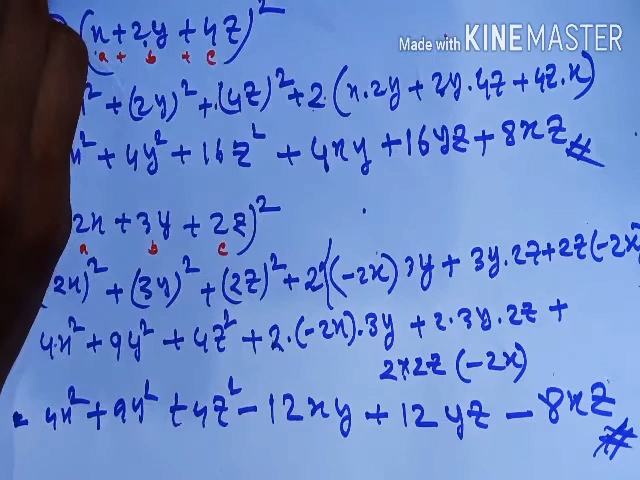 (x+2y+4z)²
Made with KINEMASTER
a + b + c
² + (2y)² + (4z)² + 2.(x.2y + 2y.4z + 4z.x)
x² + 4y² + 16z² + 4xy + 16yz + 8xz #
2x + 3y + 2z)²
a b c
2x)² + (3y)² + (2z)² + 2((-2x) 3y + 3y.2z + 2z(-2x)
4x² + 9y² + 4z² + 2.(-2x).3y + 2.3y.2z +
2×2z (-2x)
= 4x² + 9y² + 4z² - 12xy + 12yz - 8xz #